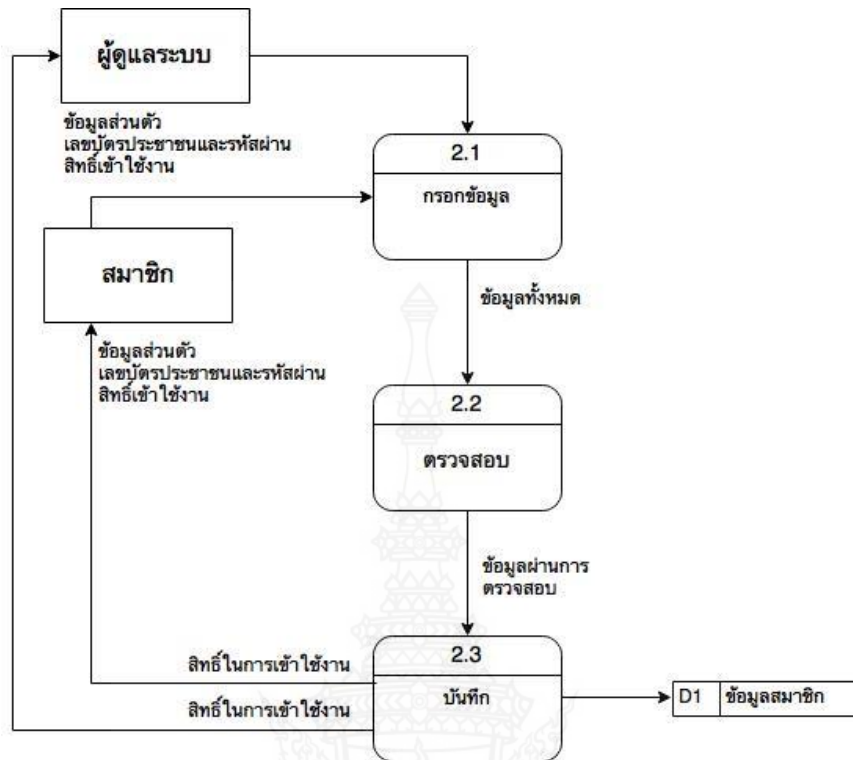 ผู้ดูแลระบบ
ข้อมูลส่วนตัว
เลขบัตรประชาชนและรหัสผ่าน
สิทธิ์เข้าใช้งาน
2.1
กรอกข้อมูล
สมาชิก
ข้อมูลทั้งหมด
ข้อมูลส่วนตัว
เลขบัตรประชาชนและรหัสผ่าน
สิทธิ์เข้าใช้งาน
2.2
ตรวจสอบ
ข้อมูลผ่านการ
ตรวจสอบ
สิทธิ์ในการเข้าใช้งาน
2.3
สิทธิ์ในการเข้าใช้งาน
บันทึก
D1 ข้อมูลสมาชิก